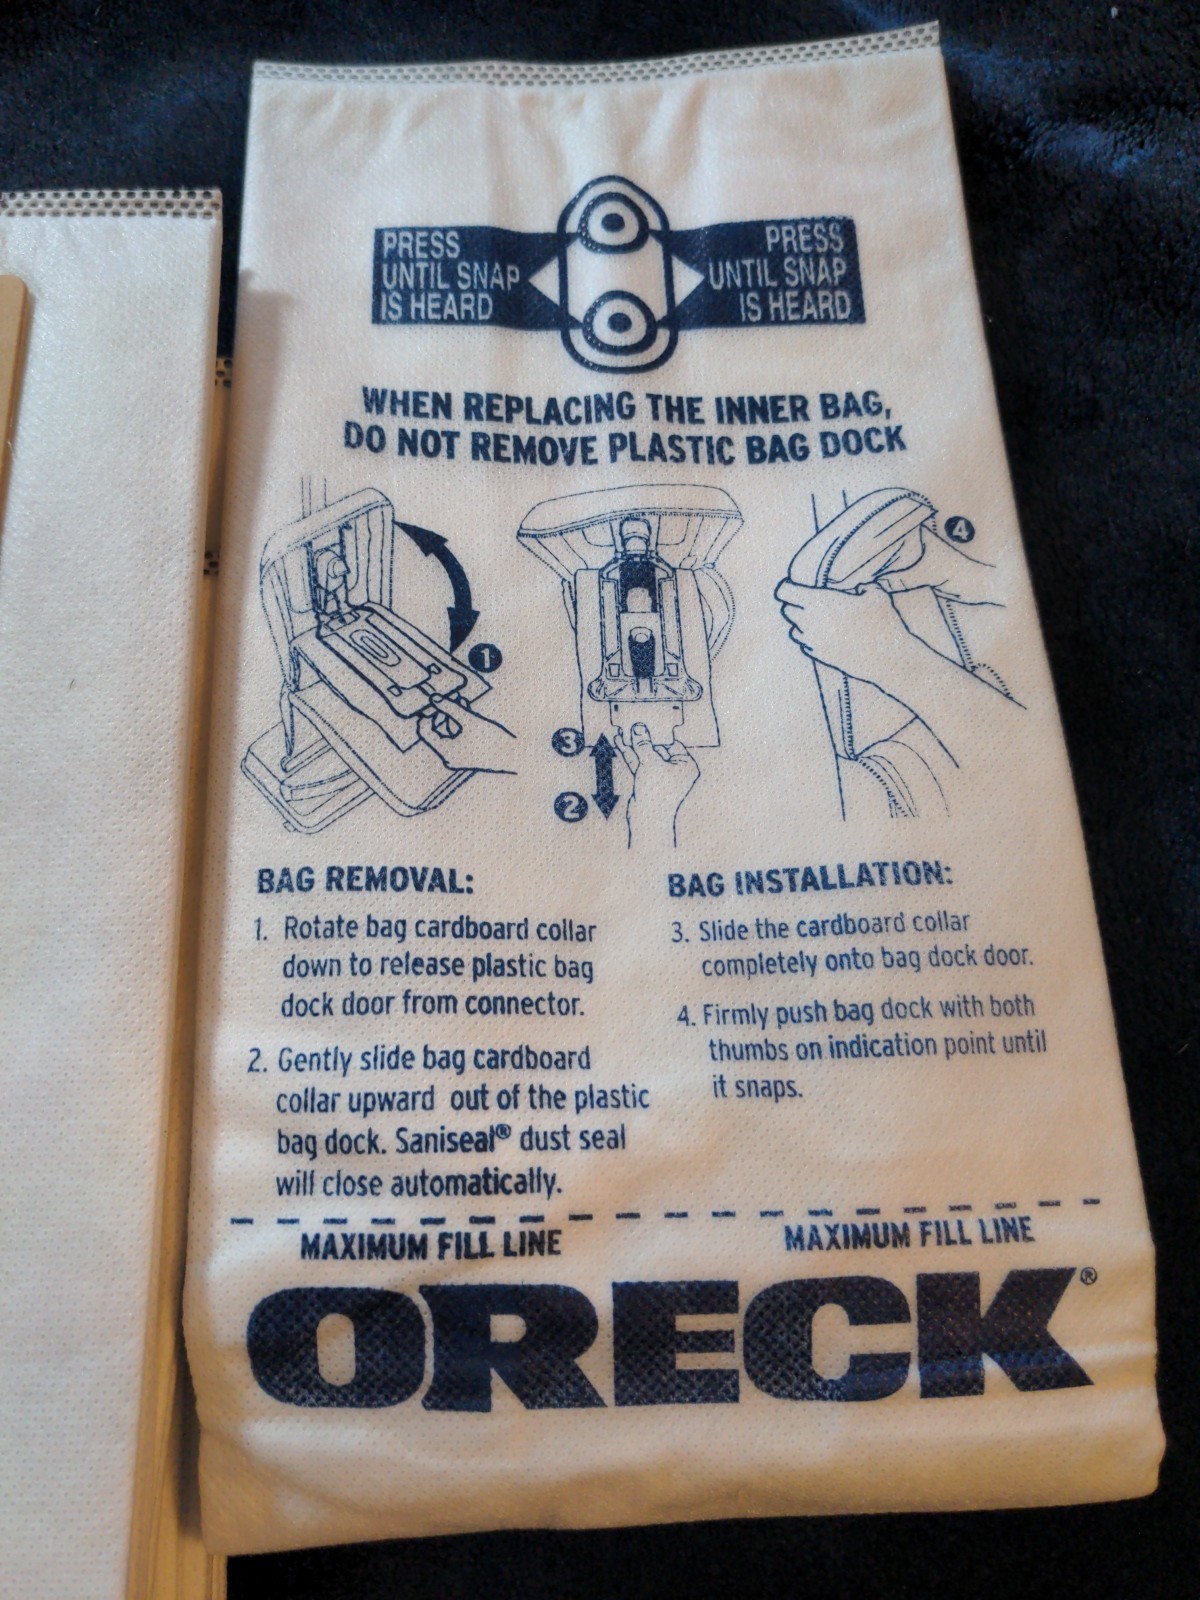 PRESS
UNTIL SNAP
IS HEARD
PRESS
UNTIL SNAP
IS HEARD
WHEN REPLACING THE INNER BAG,
DO NOT REMOVE PLASTIC BAG DOCK
1
3
2
4
BAG REMOVAL:
1. Rotate bag cardboard collar
down to release plastic bag
dock door from connector.
2. Gently slide bag cardboard
collar upward out of the plastic
bag dock. Saniseal® dust seal
will close automatically.
BAG INSTALLATION:
3. Slide the cardboard collar
completely onto bag dock door.
4. Firmly push bag dock with both
thumbs on indication point until
it snaps.
MAXIMUM FILL LINE
MAXIMUM FILL LINE
ORECK®